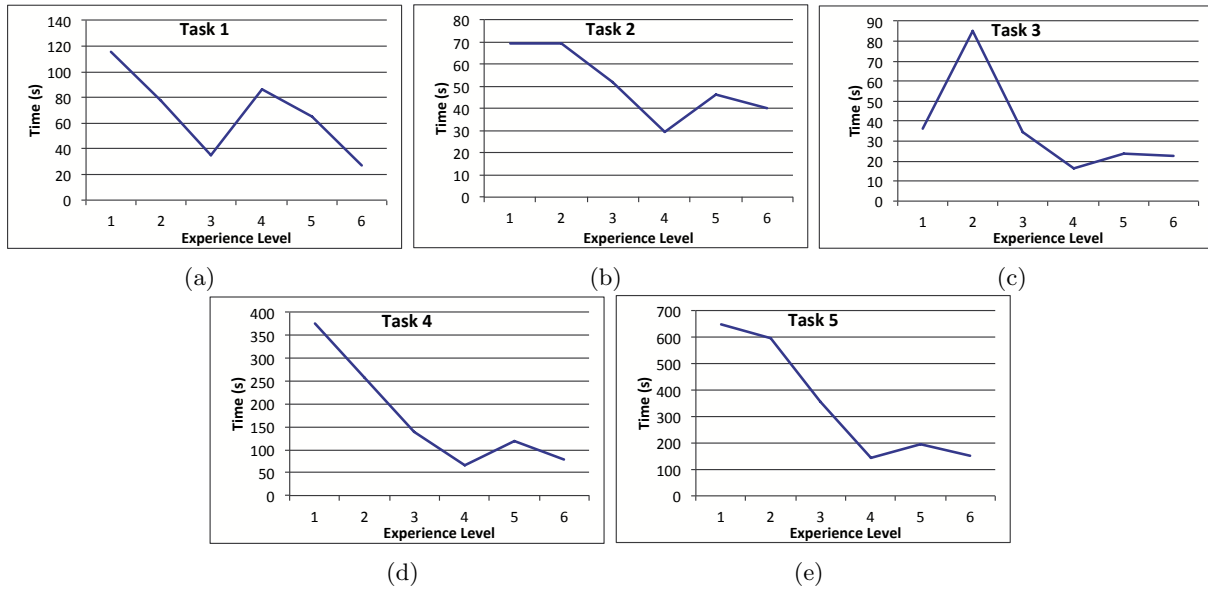 Task 1
Time (s)
140
120
100
80
60
40
20
0
1 2 3 4 5 6
Experience Level
(a)
Task 2
Time (s)
80
70
60
50
40
30
20
10
0
1 2 3 4 5 6
Experience Level
(b)
Task 3
Time (s)
90
80
70
60
50
40
30
20
10
0
1 2 3 4 5 6
Experience Level
(c)
Task 4
Time (s)
400
350
300
250
200
150
100
50
0
1 2 3 4 5 6
Experience Level
(d)
Task 5
Time (s)
700
600
500
400
300
200
100
0
1 2 3 4 5 6
Experience Level
(e)